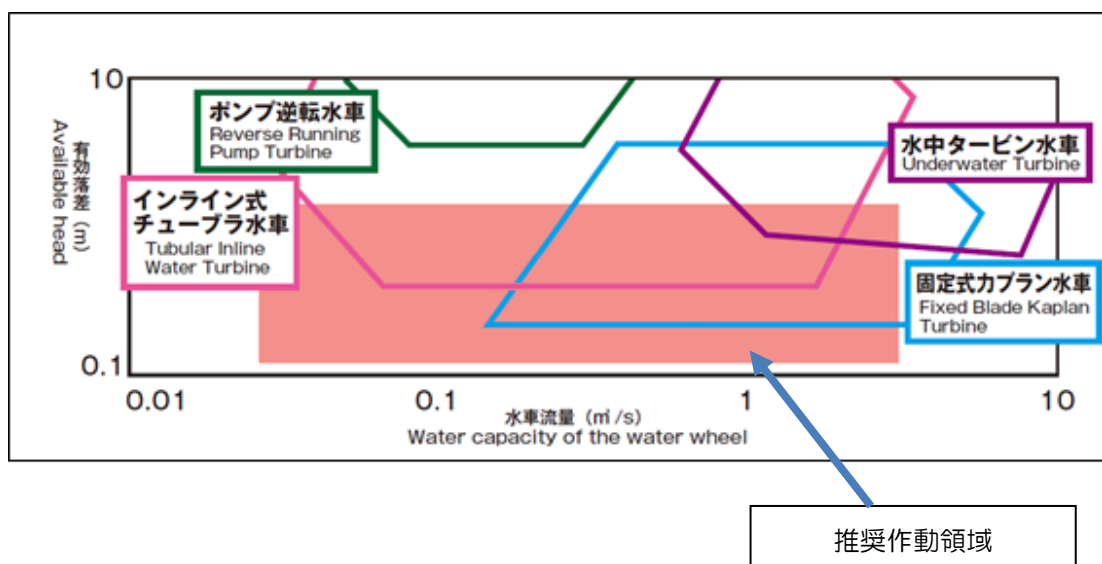 10
ポンプ逆転水車
Reverse Running
Pump Turbine
有効落差 (m)
Available head
インライン式
チューブラ水車
Tubular Inline
Water Turbine
水中タービン水車
Underwater Turbine
固定式カプラン水車
Fixed Blade Kaplan
Turbine
0.1
0.01
0.1
1
10
水車流量 (㎥/s)
Water capacity of the water wheel
推奨作動領域